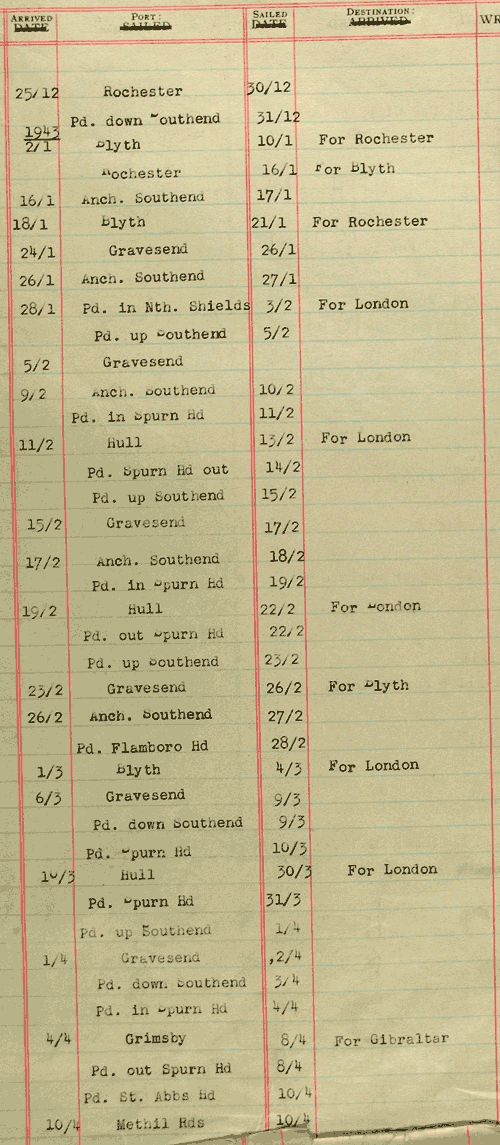 ARRIVED PORT: SAILED DESTINATION:
DATE SAILED DATE ARRIVED WR
25/12 Rochester 30/12
Pd. down Southend 31/12
1943
2/1 Blyth 10/1 For Rochester
Rochester 16/1 For Blyth
16/1 Anch. Southend 17/1
18/1 Blyth 21/1 For Rochester
24/1 Gravesend 26/1
26/1 Anch. Southend 27/1
28/1 Pd. in Nth. Shields 3/2 For London
Pd. up Southend 5/2
5/2 Gravesend
9/2 Anch. Southend 10/2
Pd. in Spurn Hd 11/2
11/2 Hull 13/2 For London
Pd. Spurn Hd out 14/2
Pd. up Southend 15/2
15/2 Gravesend 17/2
17/2 Anch. Southend 18/2
Pd. in Spurn Hd 19/2
19/2 Hull 22/2 For London
Pd. out Spurn Hd 22/2
Pd. up Southend 23/2
23/2 Gravesend 26/2 For Blyth
26/2 Anch. Southend 27/2
Pd. Flamboro Hd 28/2
1/3 Blyth 4/3 For London
6/3 Gravesend 9/3
Pd. down Southend 9/3
Pd. Spurn Hd 10/3
10/3 Hull 30/3 For London
Pd. Spurn Hd 31/3
Pd. up Southend 1/4
1/4 Gravesend ,2/4
Pd. down Southend 3/4
Pd. in Spurn Hd 4/4
4/4 Grimsby 8/4 For Gibraltar
Pd. out Spurn Hd 8/4
Pd. St. Abbs Hd 10/4
10/4 Methil Rds 10/4